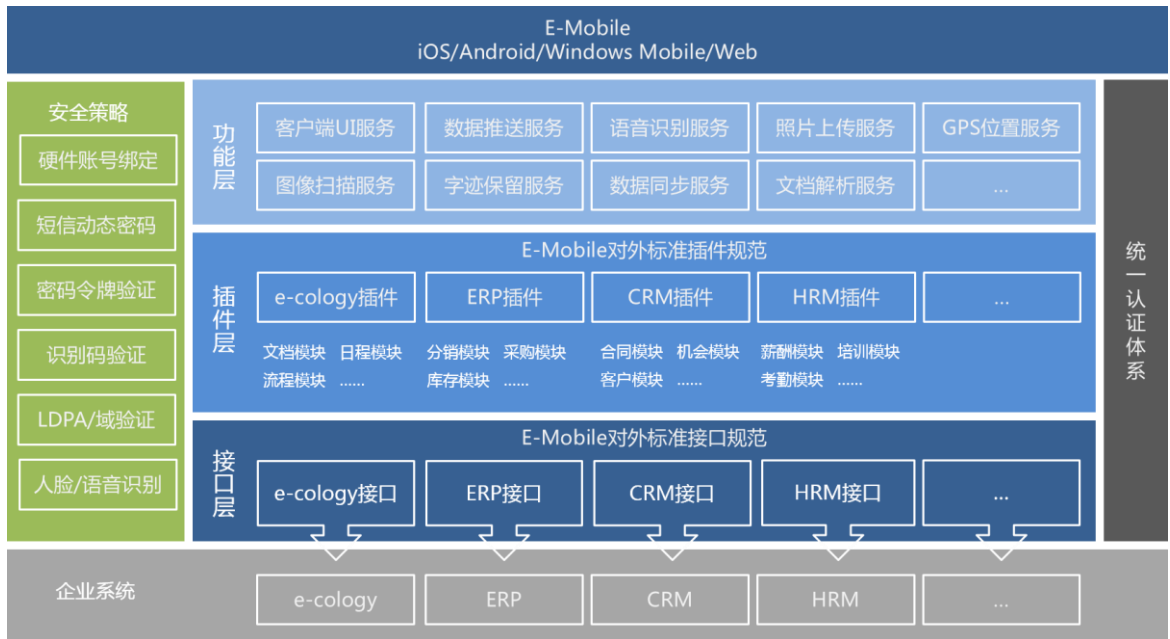 E-Mobile
iOS/Android/Windows Mobile/Web
安全策略
硬件账号绑定
短信动态密码
密码令牌验证
识别码验证
LDPA/域验证
人脸/语音识别
功能层
客户端UI服务
数据推送服务
语音识别服务
照片上传服务
GPS位置服务
图像扫描服务
字迹保留服务
数据同步服务
文档解析服务
...
插件层
E-Mobile对外标准插件规范
e-cology插件
ERP插件
CRM插件
HRM插件
...
文档模块 日程模块
流程模块 ......
分销模块 采购模块
库存模块 ......
合同模块 机会模块
客户模块 ......
薪酬模块 培训模块
考勤模块 ......
接口层
E-Mobile对外标准接口规范
e-cology接口
ERP接口
CRM接口
HRM接口
...
统一认证体系
企业系统
e-cology
ERP
CRM
HRM
...